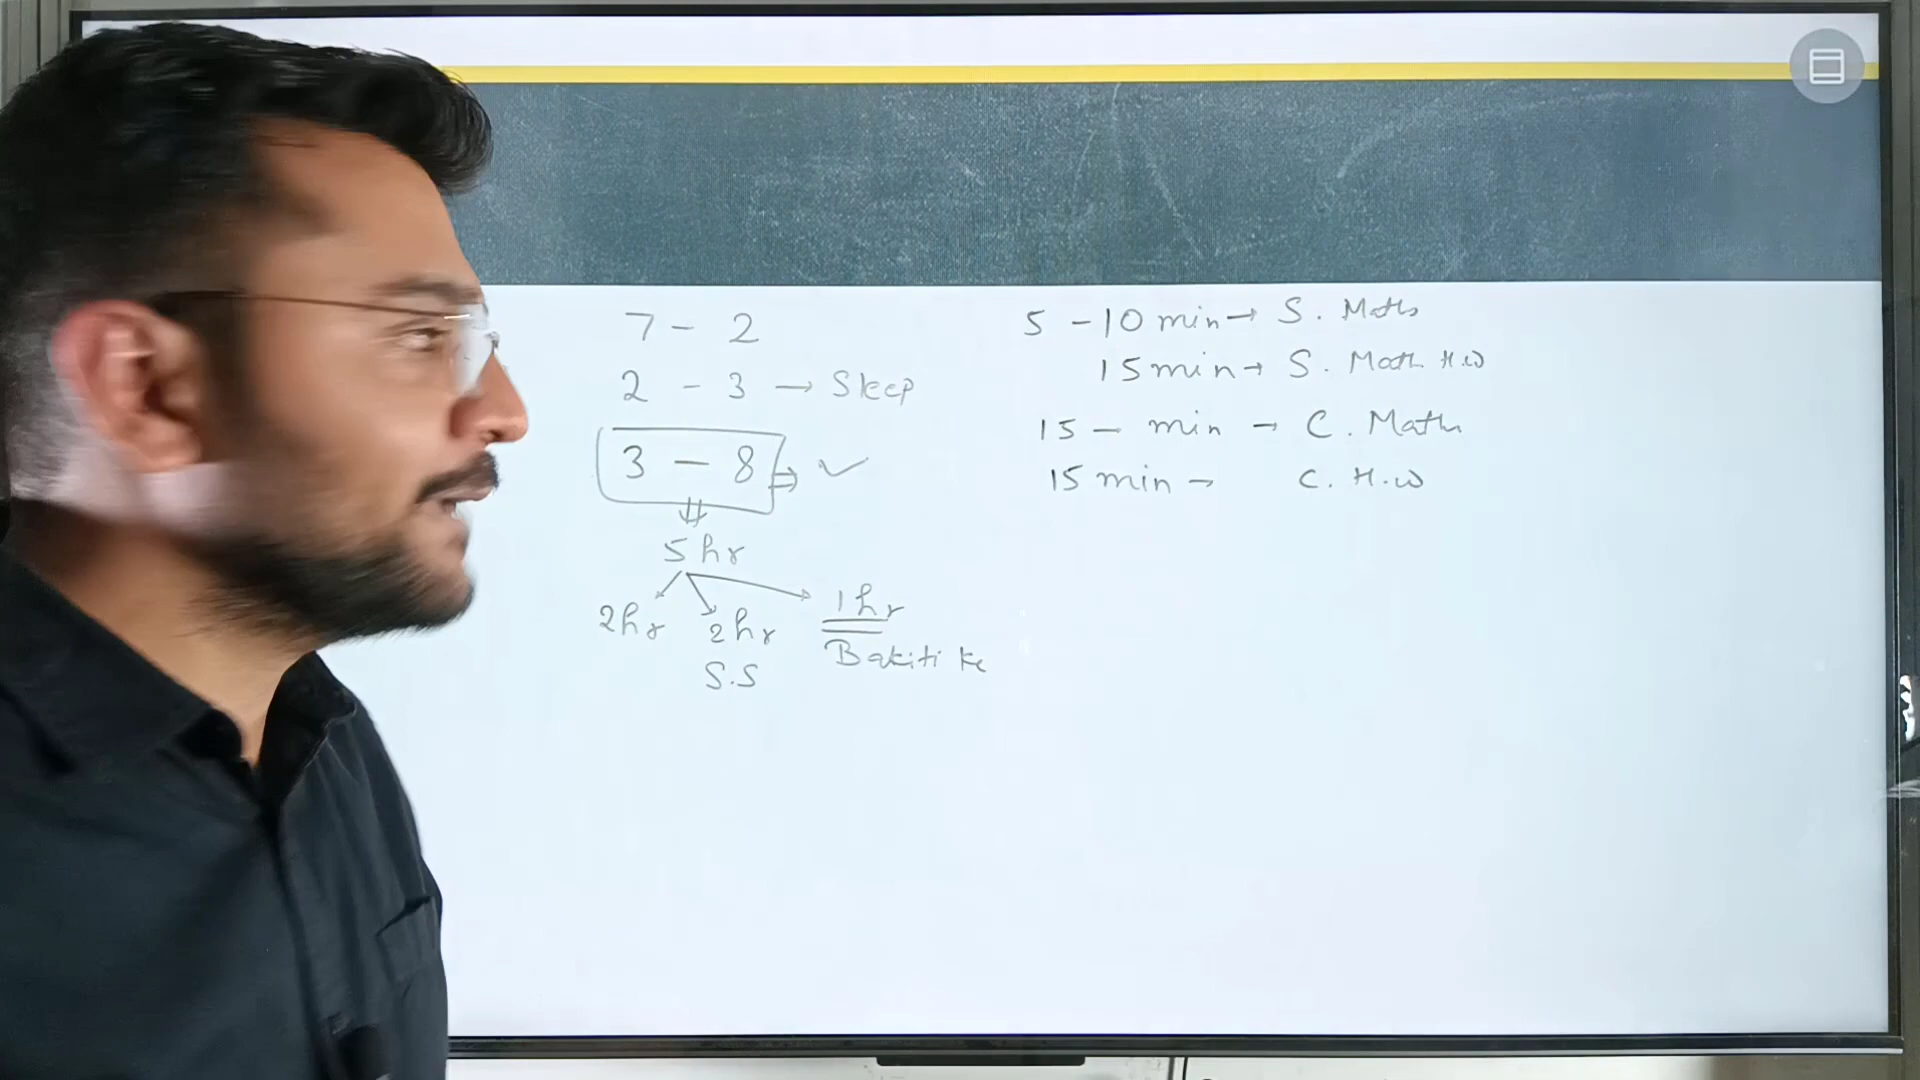 7 - 2
2 - 3 → Sleep
3 - 8 ⇒ ✓
5 hr
2hr 2hr 1hr
S.S Bakiti ke
5 - 10 min → S. Maths
15 min → S. Math H.W
15 - min - C. Math
15 min - C. H.W